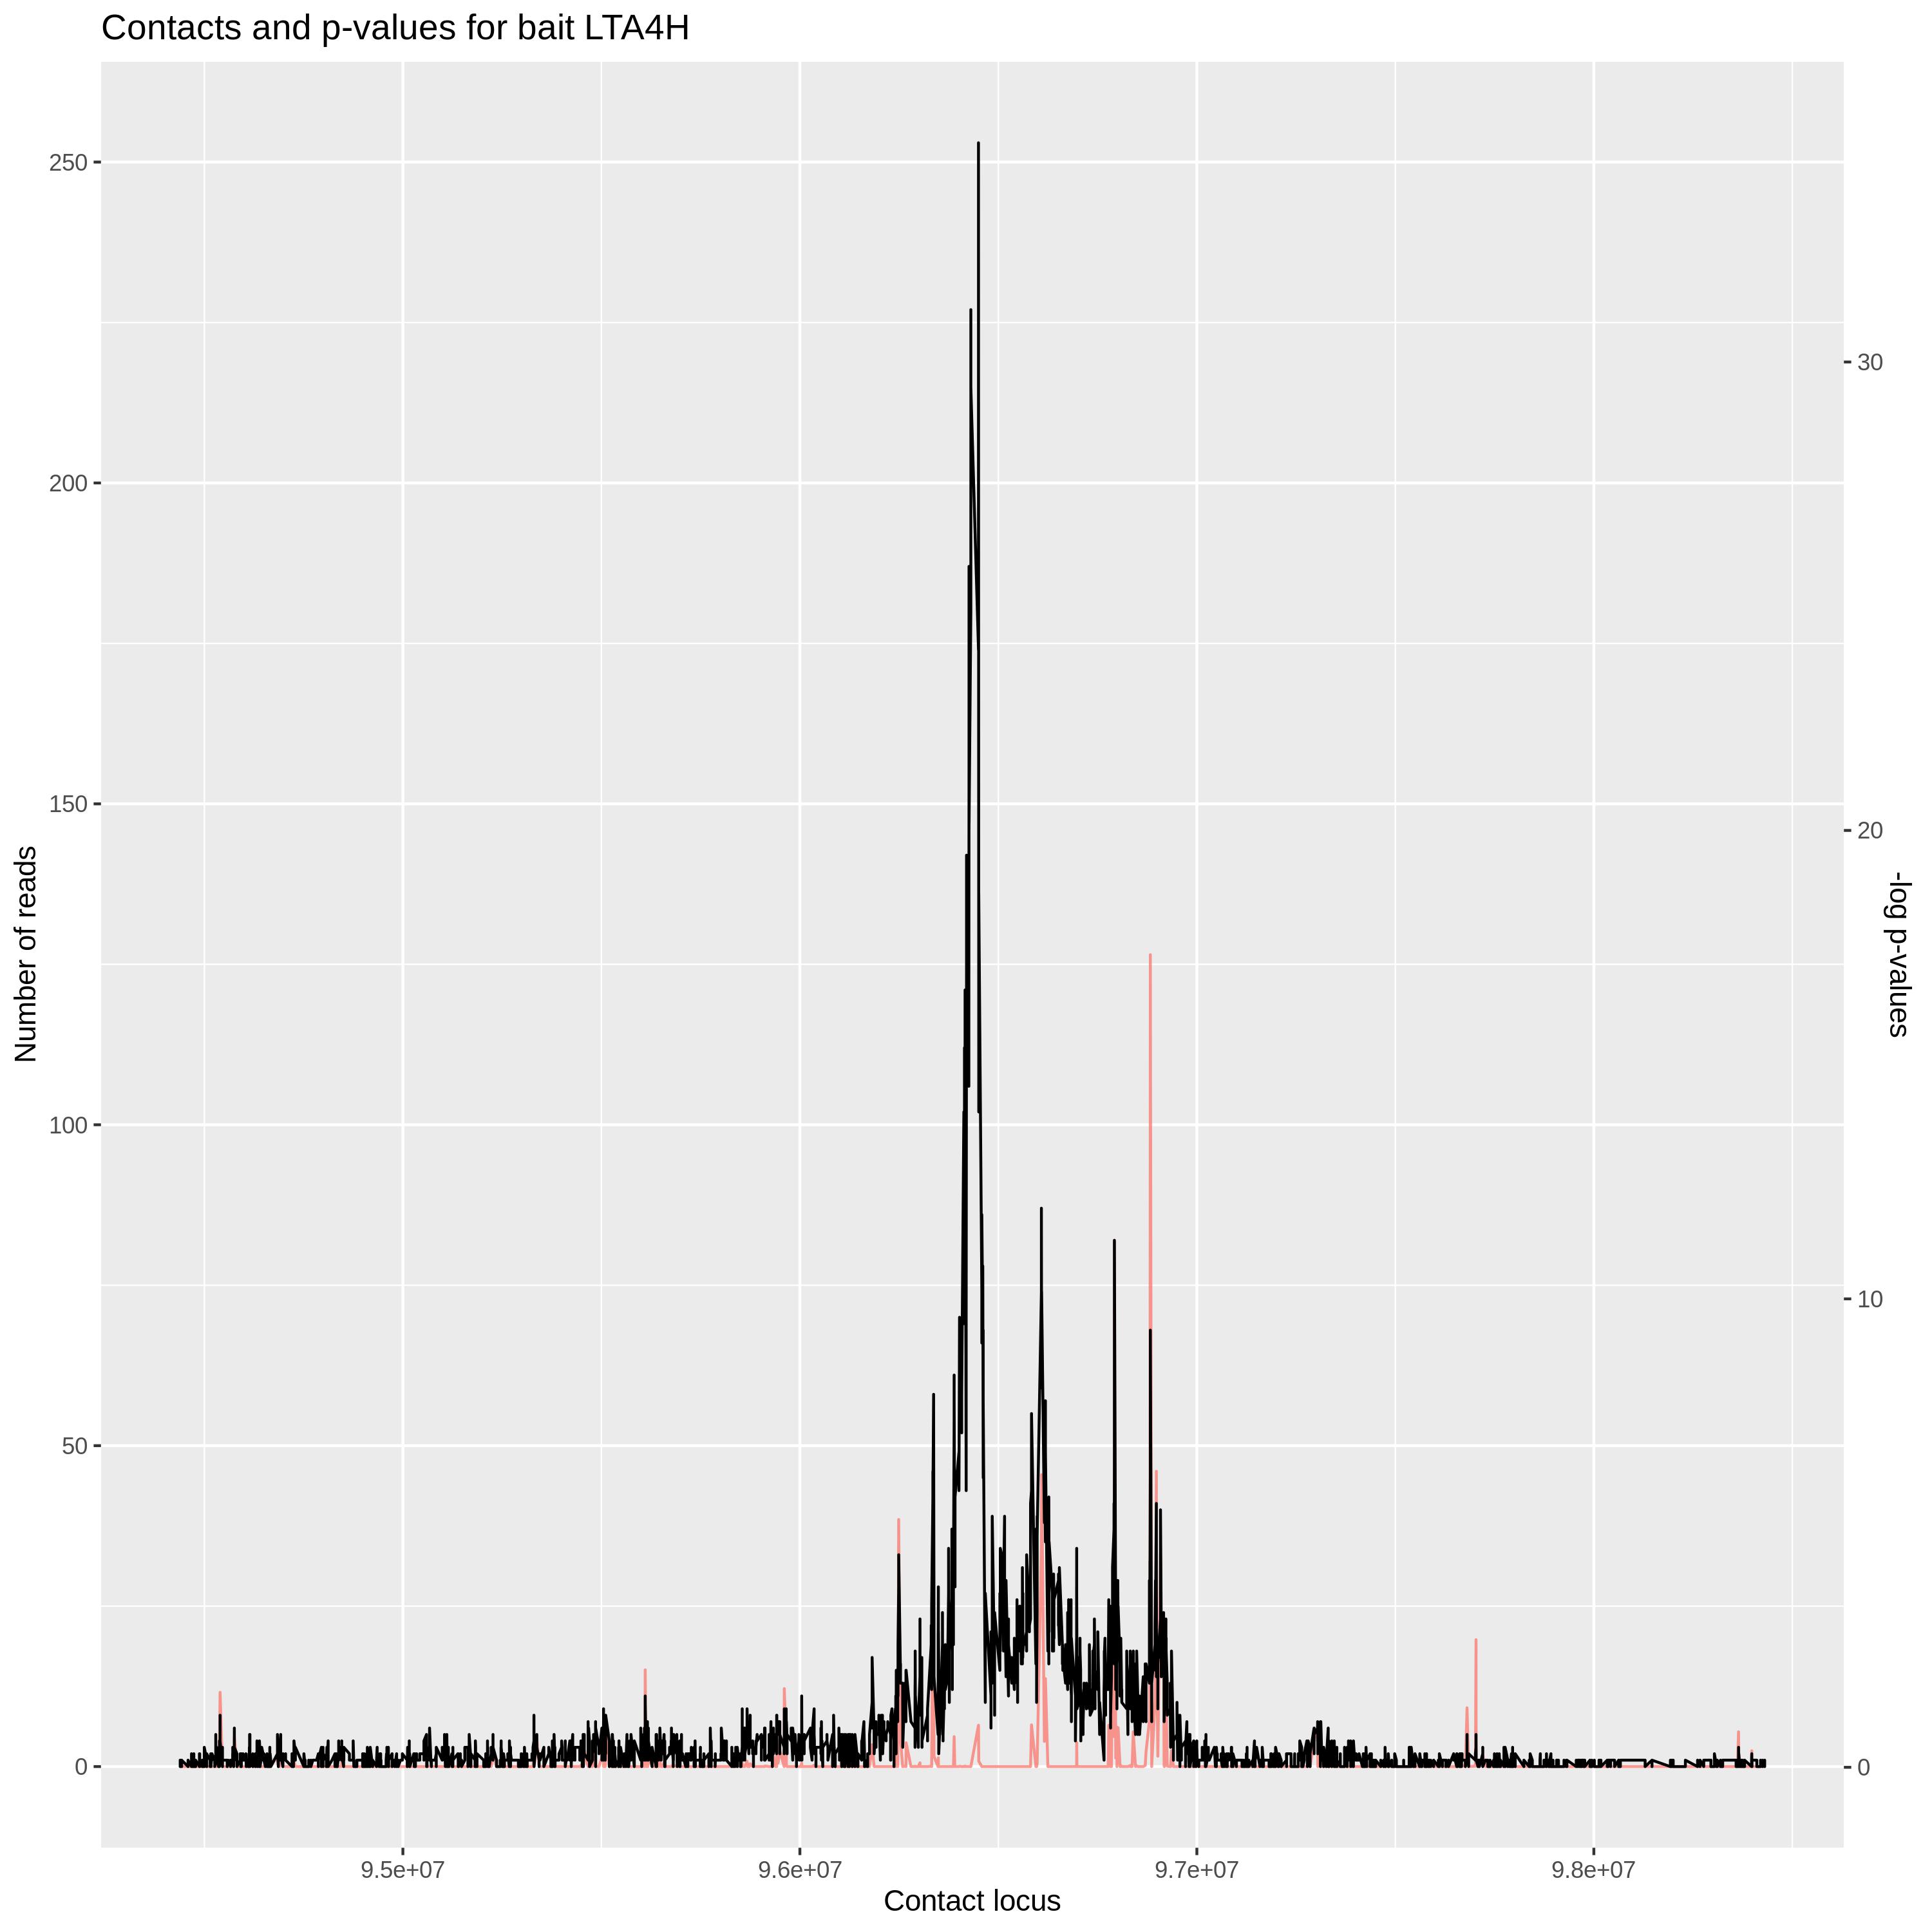 Contacts and p-values for bait LTA4H
250
200
150
100
50
0
Number of reads
30
20
10
0
-log p-values
9.5e+07
9.6e+07
9.7e+07
9.8e+07
Contact locus